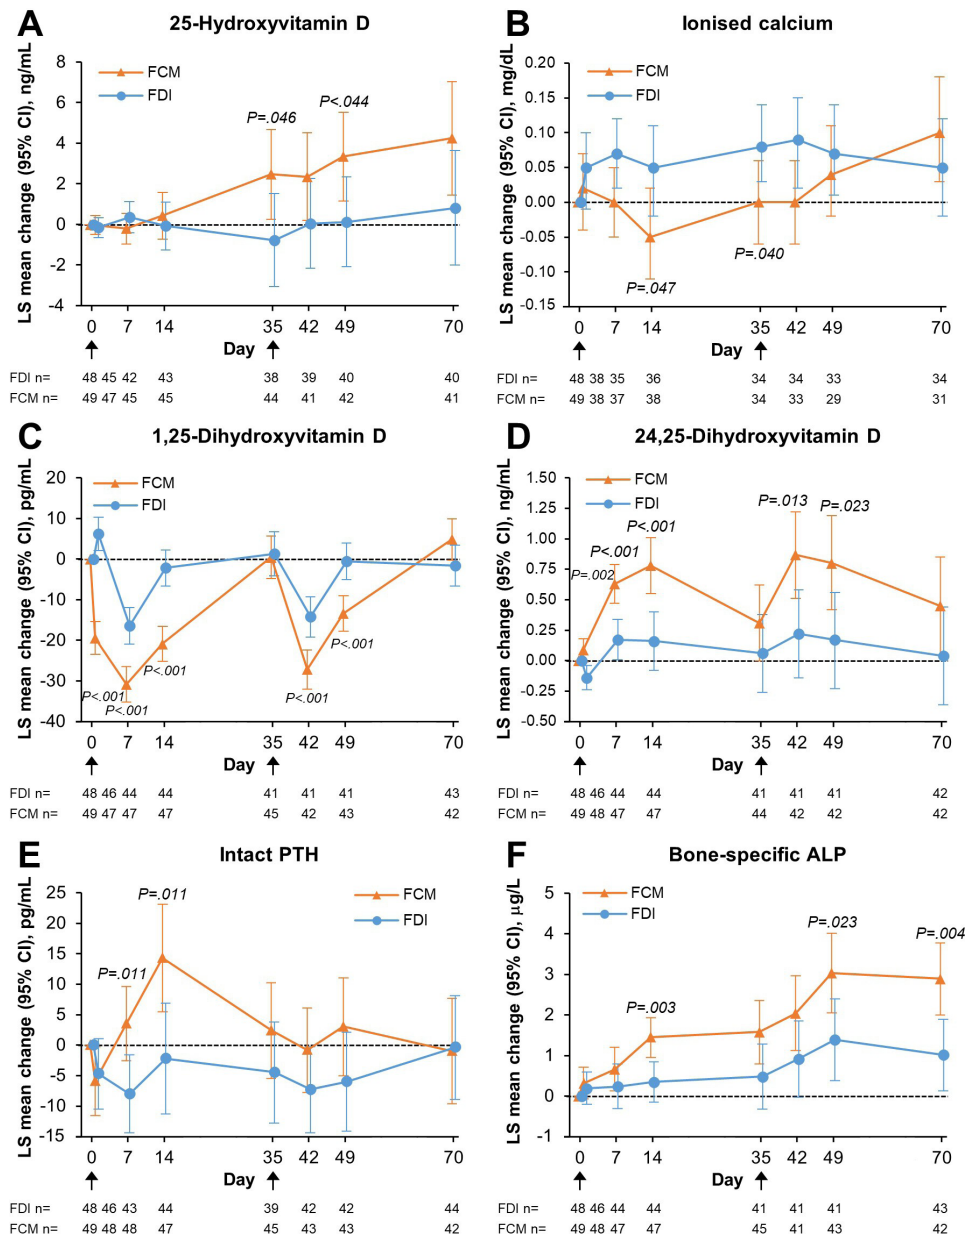 A
25-Hydroxyvitamin D
LS mean change (95% CI), ng/mL
8
6
4
2
0
-2
-4
FCM
FDI
P=.046
P<.044
0 7 14 35 42 49 70
Day
FDI n= 48 45 42 43 38 39 40 40
FCM n= 49 47 45 45 44 41 42 41
B
Ionised calcium
LS mean change (95% CI), mg/dL
0.20
0.15
0.10
0.05
0.00
-0.05
-0.10
-0.15
FCM
FDI
P=.047
P=.040
0 7 14 35 42 49 70
Day
FDI n= 48 38 35 36 34 34 33 34
FCM n= 49 38 37 38 34 33 29 31
C
1,25-Dihydroxyvitamin D
LS mean change (95% CI), pg/mL
20
10
0
-10
-20
-30
-40
FCM
FDI
P<.001
P<.001
P<.001
P<.001
P<.001
0 7 14 35 42 49 70
Day
FDI n= 48 46 44 44 41 41 41 43
FCM n= 49 47 47 47 45 42 43 42
D
24,25-Dihydroxyvitamin D
LS mean change (95% CI), ng/mL
1.50
1.25
1.00
0.75
0.50
0.25
0.00
-0.25
-0.50
FCM
FDI
P=.002
P<.001
P<.001
P=.013
P=.023
0 7 14 35 42 49 70
Day
FDI n= 48 46 44 44 41 41 41 42
FCM n= 49 48 47 47 44 42 42 42
E
Intact PTH
LS mean change (95% CI), pg/mL
25
20
15
10
5
0
-5
-10
-15
FCM
FDI
P=.011
P=.011
0 7 14 35 42 49 70
Day
FDI n= 48 46 43 44 39 42 42 44
FCM n= 49 48 48 47 45 43 43 42
F
Bone-specific ALP
LS mean change (95% CI), µg/L
5
4
3
2
1
0
-1
FCM
FDI
P=.003
P=.023
P=.004
0 7 14 35 42 49 70
Day
FDI n= 48 46 44 44 41 41 41 43
FCM n= 49 48 47 47 45 41 43 42